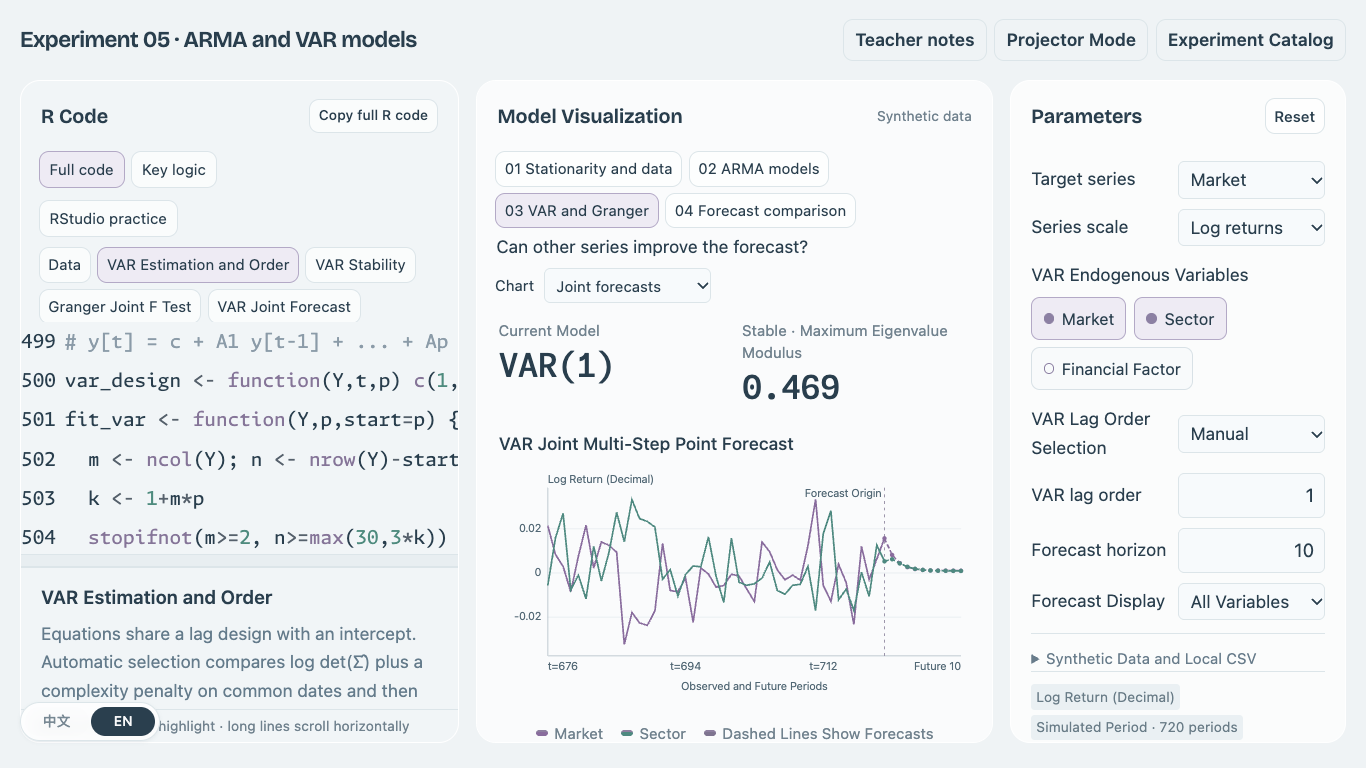 Experiment 05 · ARMA and VAR models
Teacher notes
Projector Mode
Experiment Catalog
R Code
Copy full R code
Full code
Key logic
RStudio practice
Data
VAR Estimation and Order
VAR Stability
Granger Joint F Test
VAR Joint Forecast
499 # y[t] = c + A1 y[t-1] + ... + Ap
500 var_design <- function(Y,t,p) c(1,
501 fit_var <- function(Y,p,start=p) {
502 m <- ncol(Y); n <- nrow(Y)-start
503 k <- 1+m*p
504 stopifnot(m>=2, n>=max(30,3*k))
VAR Estimation and Order
Equations share a lag design with an intercept.
Automatic selection compares log det(Σ̂) plus a
complexity penalty on common dates and then
中文
EN
highlight · long lines scroll horizontally
Model Visualization
Synthetic data
01 Stationarity and data
02 ARMA models
03 VAR and Granger
04 Forecast comparison
Can other series improve the forecast?
Chart
Joint forecasts
Current Model
VAR(1)
Stable · Maximum Eigenvalue
Modulus
0.469
VAR Joint Multi-Step Point Forecast
Log Return (Decimal)
Forecast Origin
0.02
0
-0.02
t=676
t=694
t=712
Future 10
Observed and Future Periods
Market
Sector
Dashed Lines Show Forecasts
Parameters
Reset
Target series
Market
Series scale
Log returns
VAR Endogenous Variables
Market
Sector
Financial Factor
VAR Lag Order
Selection
Manual
VAR lag order
1
Forecast horizon
10
Forecast Display
All Variables
Synthetic Data and Local CSV
Log Return (Decimal)
Simulated Period · 720 periods